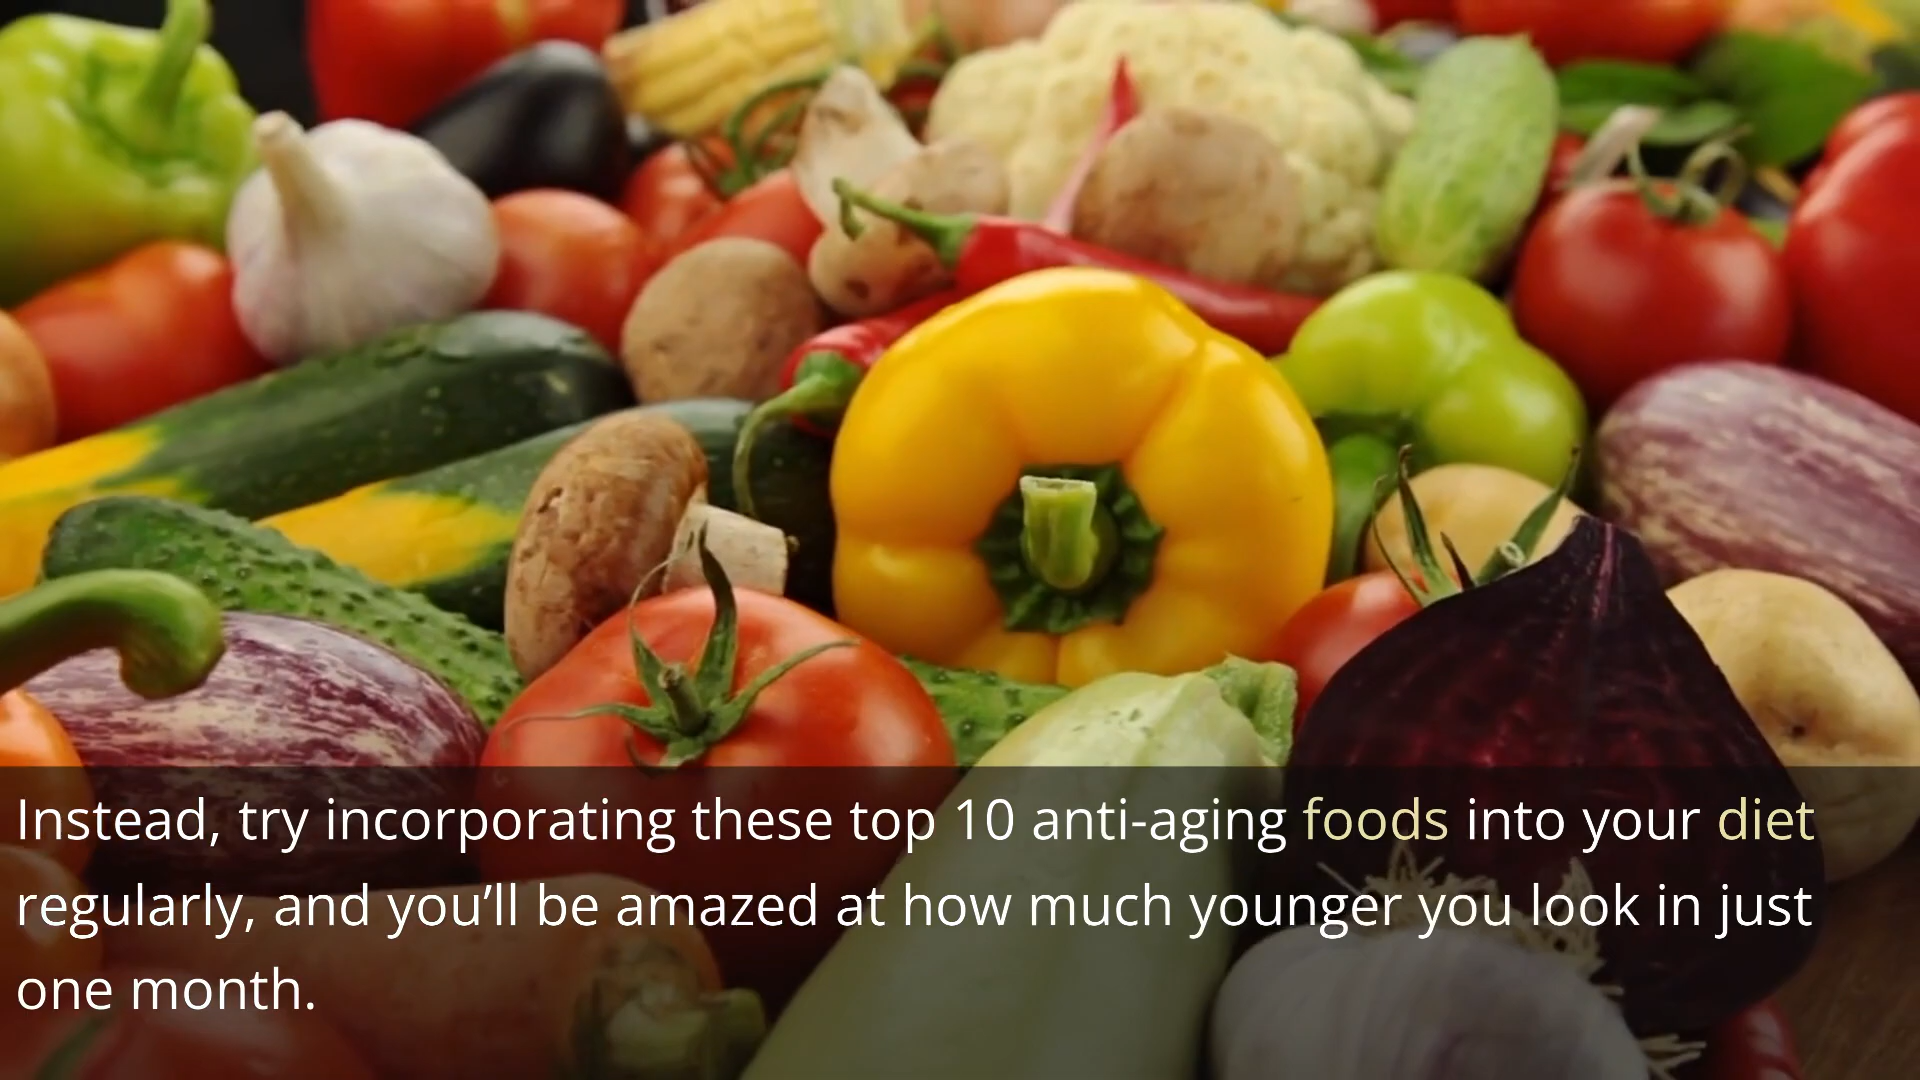 Instead, try incorporating these top 10 anti-aging foods into your diet
regularly, and you’ll be amazed at how much younger you look in just
one month.